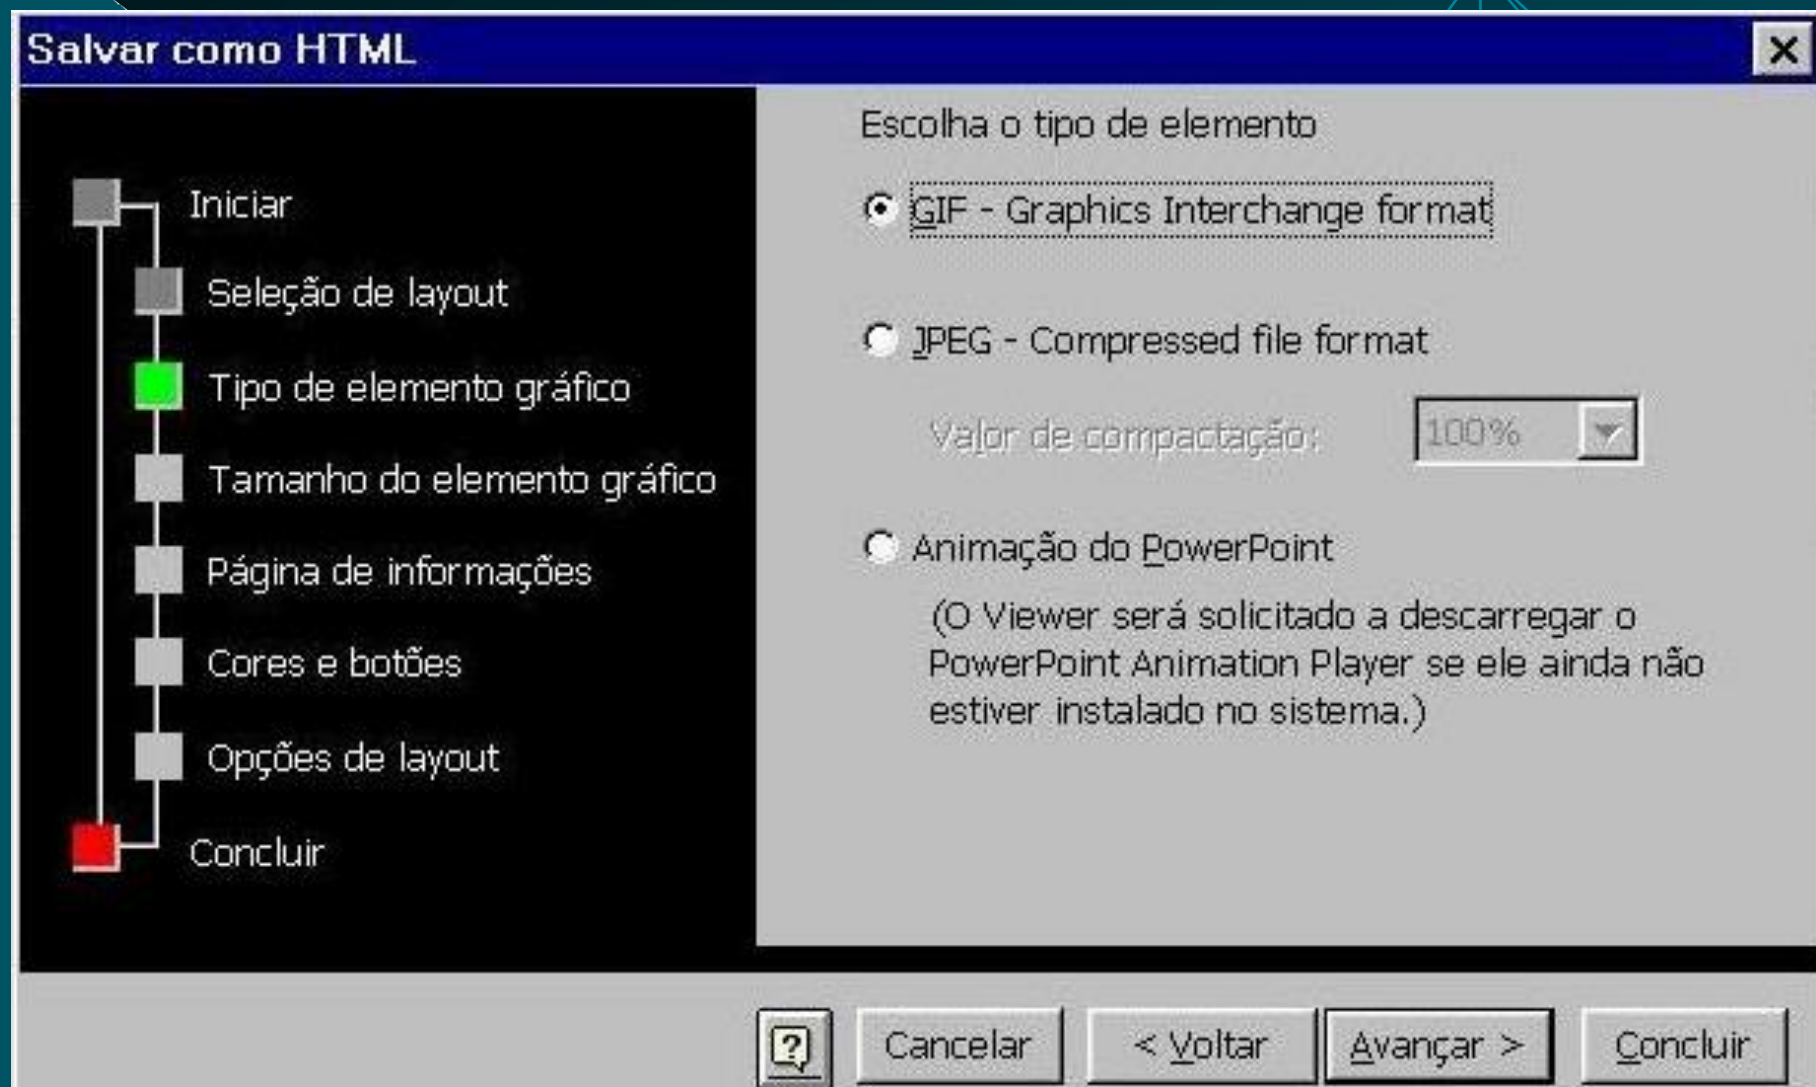 Salvar como HTML
Iniciar
Seleção de layout
Tipo de elemento gráfico
Tamanho do elemento gráfico
Página de informações
Cores e botões
Opções de layout
Concluir
Escolha o tipo de elemento
GIF - Graphics Interchange format
JPEG - Compressed file format
Valor de compactação: 100%
Animação do PowerPoint
(O Viewer será solicitado a descarregar o
PowerPoint Animation Player se ele ainda não
estiver instalado no sistema.)
? Cancelar < Voltar Avançar > Concluir